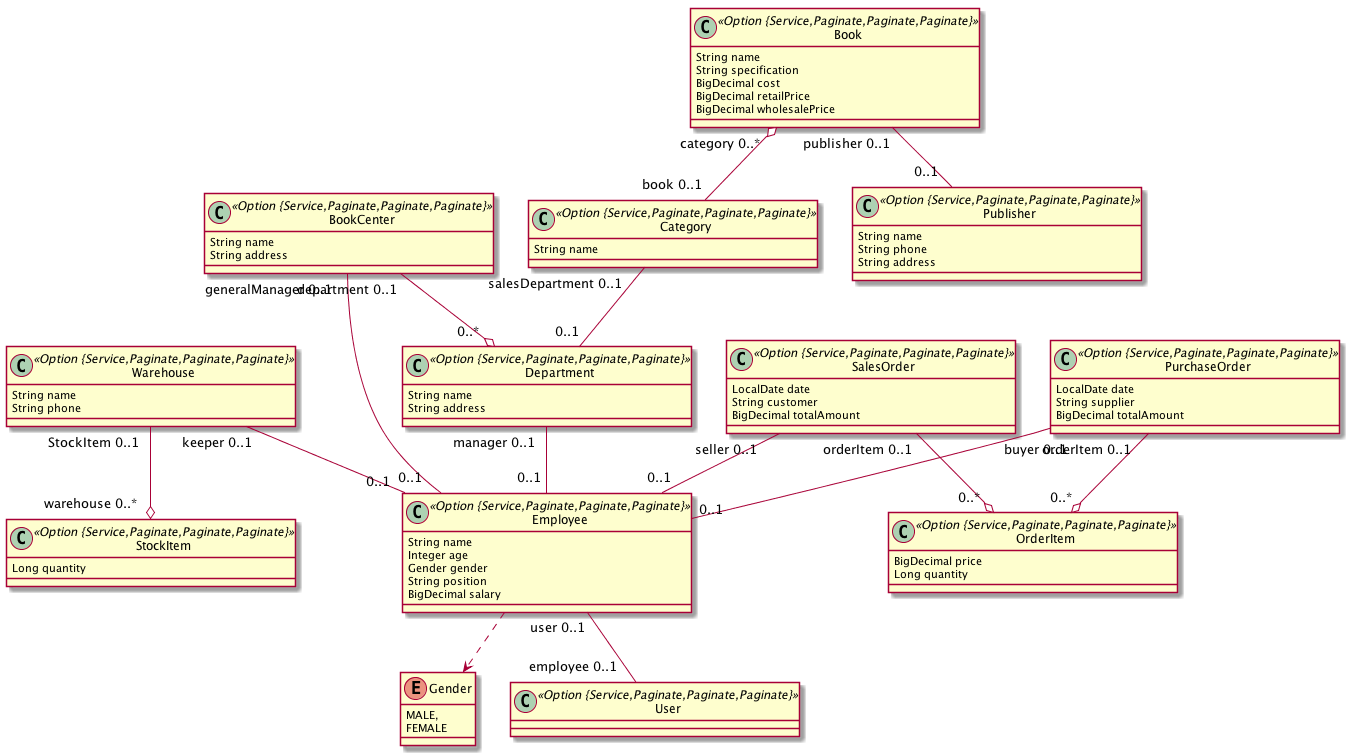 C «Option {Service,Paginate,Paginate,Paginate}»
Book
String name
String specification
BigDecimal cost
BigDecimal retailPrice
BigDecimal wholesalePrice
category 0..*
publisher 0..1
book 0..1
0..1
C «Option {Service,Paginate,Paginate,Paginate}»
BookCenter
String name
String address
C «Option {Service,Paginate,Paginate,Paginate}»
Category
String name
C «Option {Service,Paginate,Paginate,Paginate}»
Publisher
String name
String phone
String address
generalManager 0..1
department 0..1
salesDepartment 0..1
0..*
0..1
C «Option {Service,Paginate,Paginate,Paginate}»
Warehouse
String name
String phone
C «Option {Service,Paginate,Paginate,Paginate}»
Department
String name
String address
C «Option {Service,Paginate,Paginate,Paginate}»
SalesOrder
LocalDate date
String customer
BigDecimal totalAmount
C «Option {Service,Paginate,Paginate,Paginate}»
PurchaseOrder
LocalDate date
String supplier
BigDecimal totalAmount
StockItem 0..1
keeper 0..1
manager 0..1
seller 0..1
orderItem 0..1
buyer 0..1
orderItem 0..1
warehouse 0..*
0..1
0..1
0..1
0..1
0..1
0..*
0..*
C «Option {Service,Paginate,Paginate,Paginate}»
StockItem
Long quantity
C «Option {Service,Paginate,Paginate,Paginate}»
Employee
String name
Integer age
Gender gender
String position
BigDecimal salary
C «Option {Service,Paginate,Paginate,Paginate}»
OrderItem
BigDecimal price
Long quantity
user 0..1
employee 0..1
E Gender
MALE,
FEMALE
C «Option {Service,Paginate,Paginate,Paginate}»
User